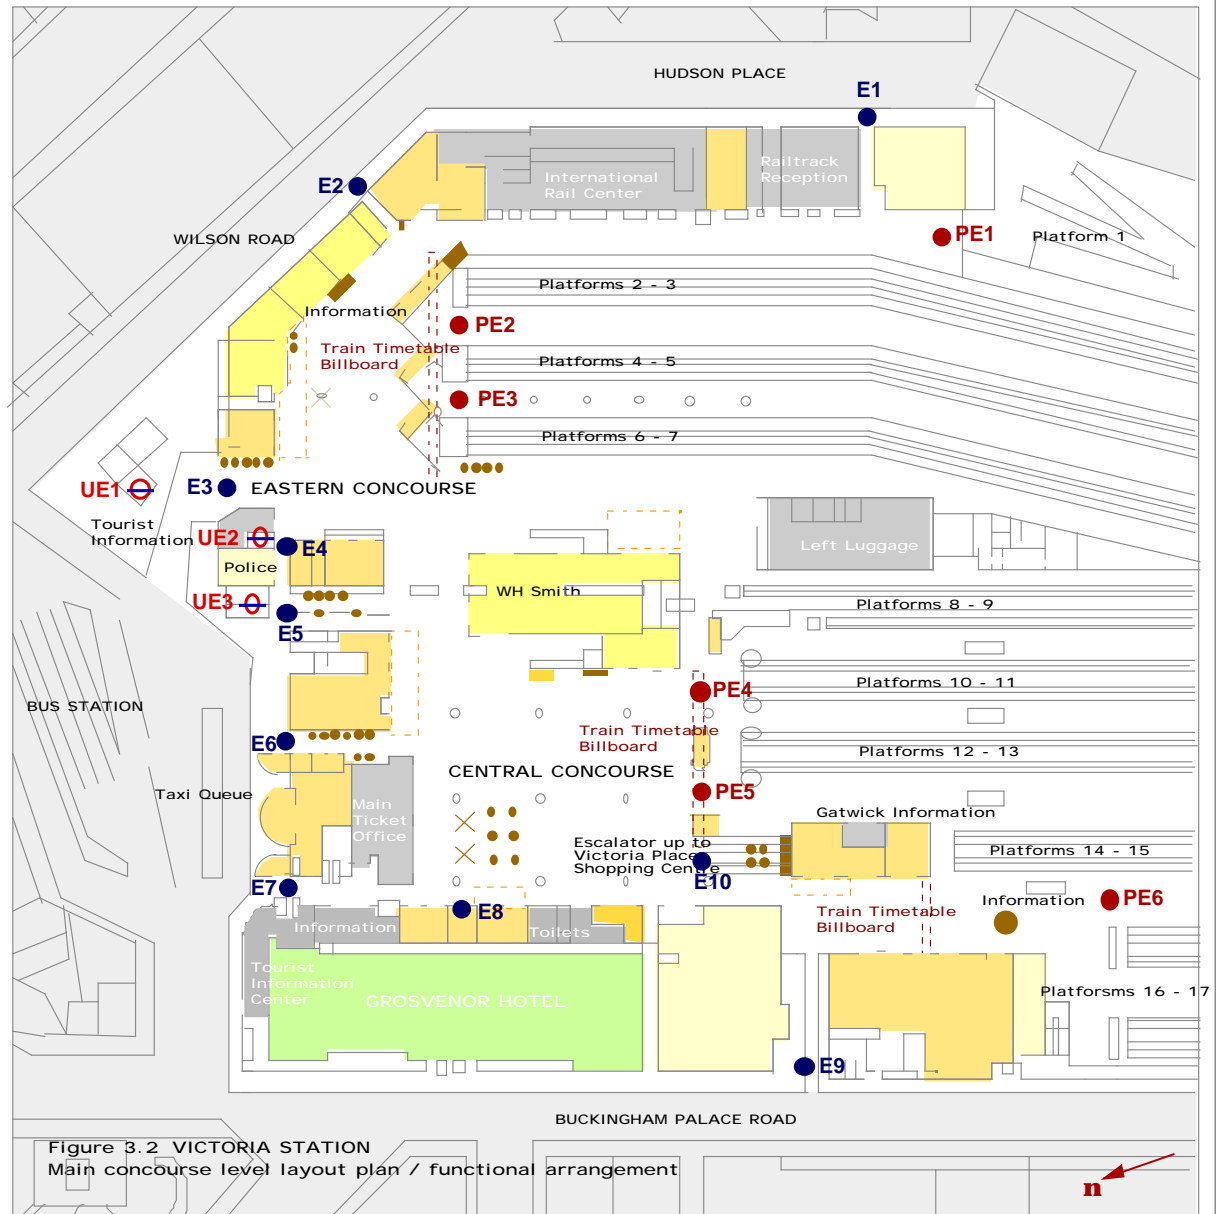 HUDSON PLACE
E1
International
Rail Center
Railtrack
Reception
E2
WILSON ROAD
PE1
Platform 1
Platforms 2 - 3
Information
PE2
Train Timetable
Billboard
Platforms 4 - 5
PE3
Platforms 6 - 7
UE1
E3
EASTERN CONCOURSE
Tourist
Information
UE2
E4
Left Luggage
Police
WH Smith
UE3
E5
Platforms 8 - 9
Platforms 10 - 11
PE4
BUS STATION
Train Timetable
Billboard
E6
Platforms 12 - 13
CENTRAL CONCOURSE
Taxi Queue
PE5
Main
Ticket
Office
Gatwick Information
Escalator up to
Victoria Place
Shopping Centre
Platforms 14 - 15
E7
E10
E8
Information
PE6
Information
Toilets
Train Timetable
Billboard
Tourist
Information
Center
GROSVENOR HOTEL
Platforsms 16 - 17
E9
BUCKINGHAM PALACE ROAD
Figure 3.2 VICTORIA STATION
Main concourse level layout plan / functional arrangement
n